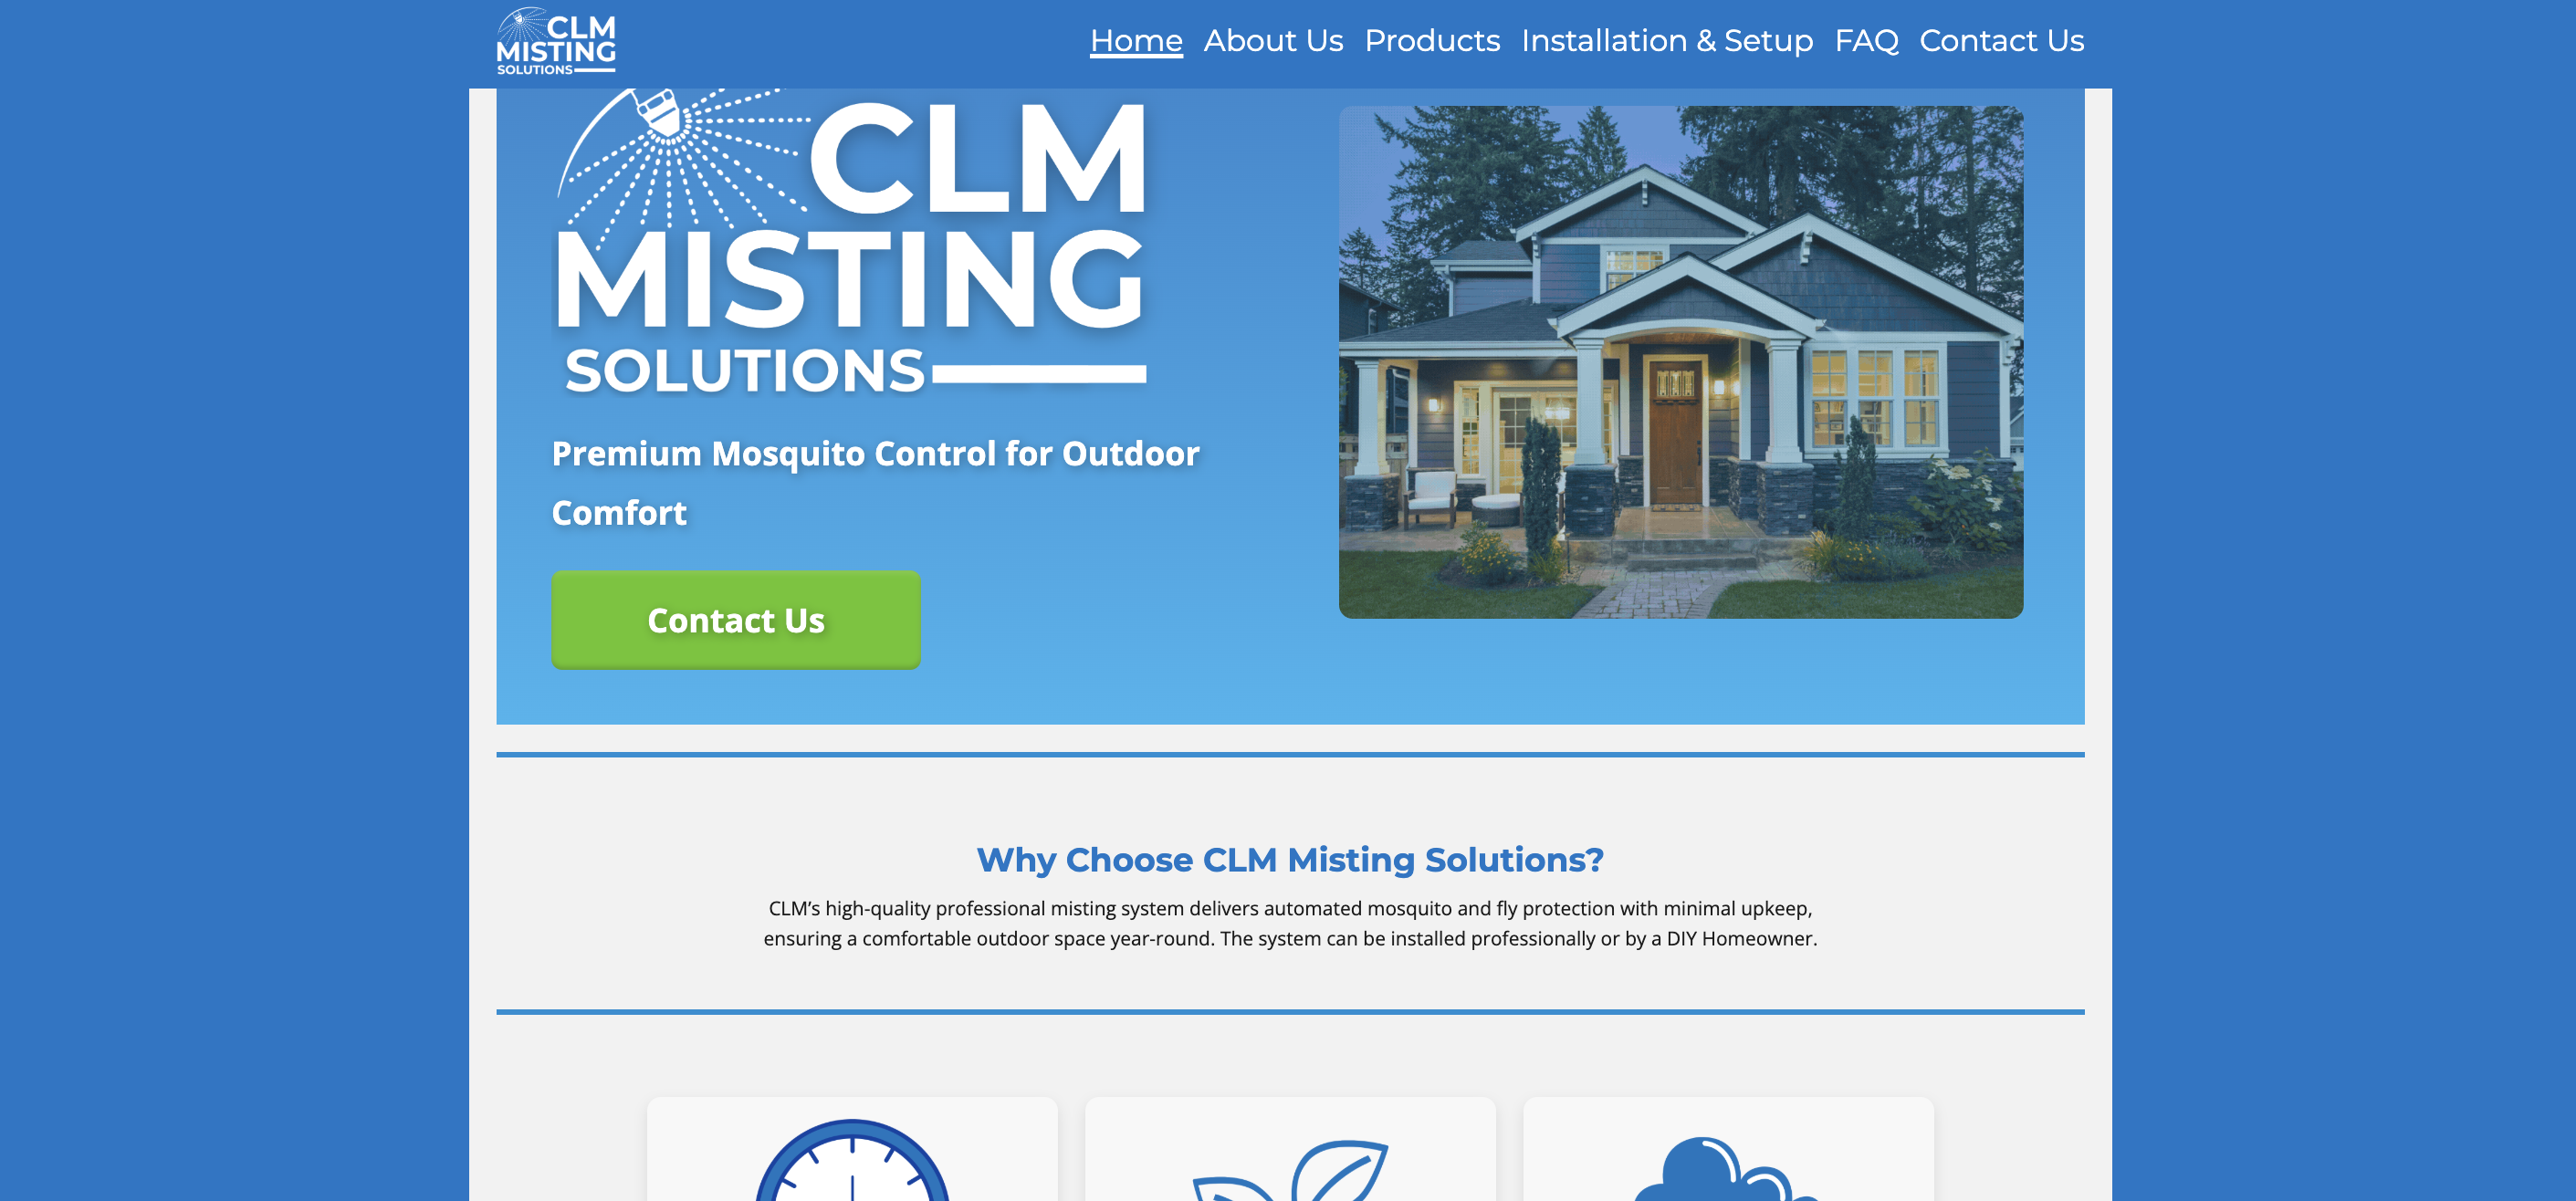 CLM
MISTING
SOLUTIONS
Home About Us Products Installation & Setup FAQ Contact Us
CLM
MISTING
SOLUTIONS
Premium Mosquito Control for Outdoor
Comfort
Contact Us
Why Choose CLM Misting Solutions?
CLM’s high-quality professional misting system delivers automated mosquito and fly protection with minimal upkeep,
ensuring a comfortable outdoor space year-round. The system can be installed professionally or by a DIY Homeowner.